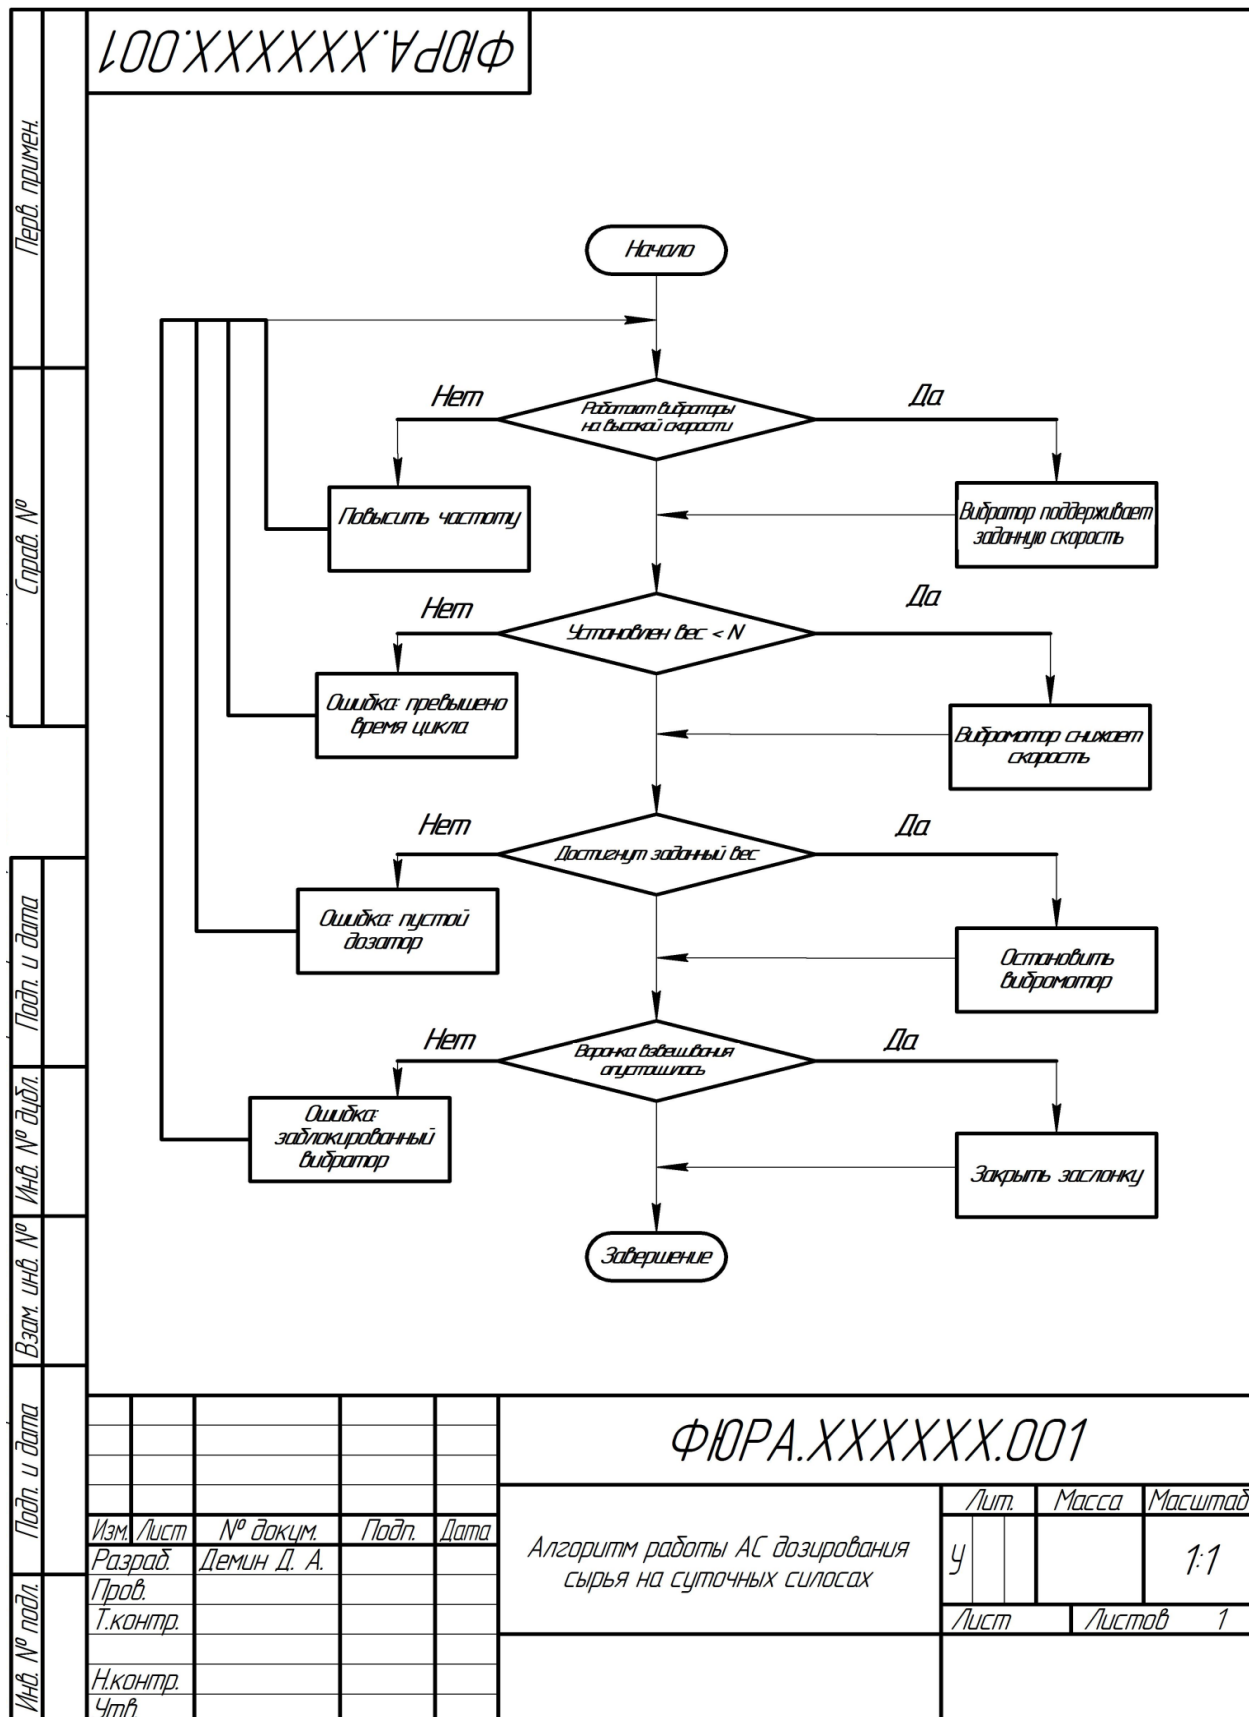 ФЮРА.XXXXXX.001
Перв. примен.
Справ. №
Подп. и дата
Инв. № дубл.
Взам. инв. №
Подп. и дата
Инв. № подл.
Начало
Нет
Да
Работают вибраторы
на высокой скорости
Повысить частоту
Вибратор поддерживает
заданную скорость
Нет
Да
Установлен вес < N
Ошибка: превышено
время цикла
Вибромотор снижает
скорость
Нет
Да
Достигнут заданный вес
Ошибка: пустой
дозатор
Остановить
вибромотор
Нет
Да
Воронка взвешивания
опустошилось
Ошибка:
заблокированный
вибратор
Закрыть заслонку
Завершение
ФЮРА.XXXXXX.001
Изм. Лист № докум. Подп. Дата
Разраб. Демин Д. А.
Пров.
Т.контр.
Н.контр.
Утв.
Алгоритм работы АС дозирования
сырья на суточных силосах
Лит. Масса Масштаб
У 1:1
Лист Листов 1